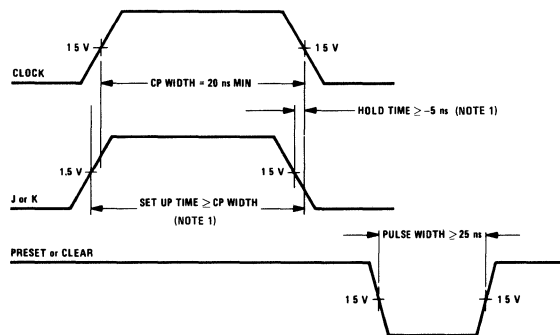 1 5 V
1 5 V
CLOCK
CP WIDTH = 20 ns MIN
HOLD TIME ≥ -5 ns (NOTE 1)
1.5 V
1 5 V
J or K
SET UP TIME ≥ CP WIDTH
(NOTE 1)
PRESET or CLEAR
PULSE WIDTH ≥ 25 ns
1 5 V
1 5 V